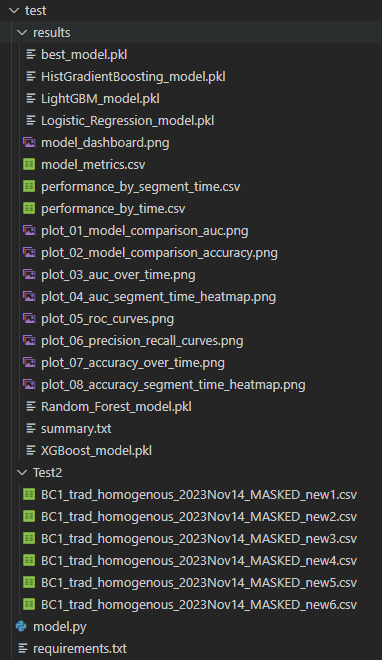 test
results
best_model.pkl
HistGradientBoosting_model.pkl
LightGBM_model.pkl
Logistic_Regression_model.pkl
model_dashboard.png
model_metrics.csv
performance_by_segment_time.csv
performance_by_time.csv
plot_01_model_comparison_auc.png
plot_02_model_comparison_accuracy.png
plot_03_auc_over_time.png
plot_04_auc_segment_time_heatmap.png
plot_05_roc_curves.png
plot_06_precision_recall_curves.png
plot_07_accuracy_over_time.png
plot_08_accuracy_segment_time_heatmap.png
Random_Forest_model.pkl
summary.txt
XGBoost_model.pkl
Test2
BC1_trad_homogenous_2023Nov14_MASKED_new1.csv
BC1_trad_homogenous_2023Nov14_MASKED_new2.csv
BC1_trad_homogenous_2023Nov14_MASKED_new3.csv
BC1_trad_homogenous_2023Nov14_MASKED_new4.csv
BC1_trad_homogenous_2023Nov14_MASKED_new5.csv
BC1_trad_homogenous_2023Nov14_MASKED_new6.csv
model.py
requirements.txt